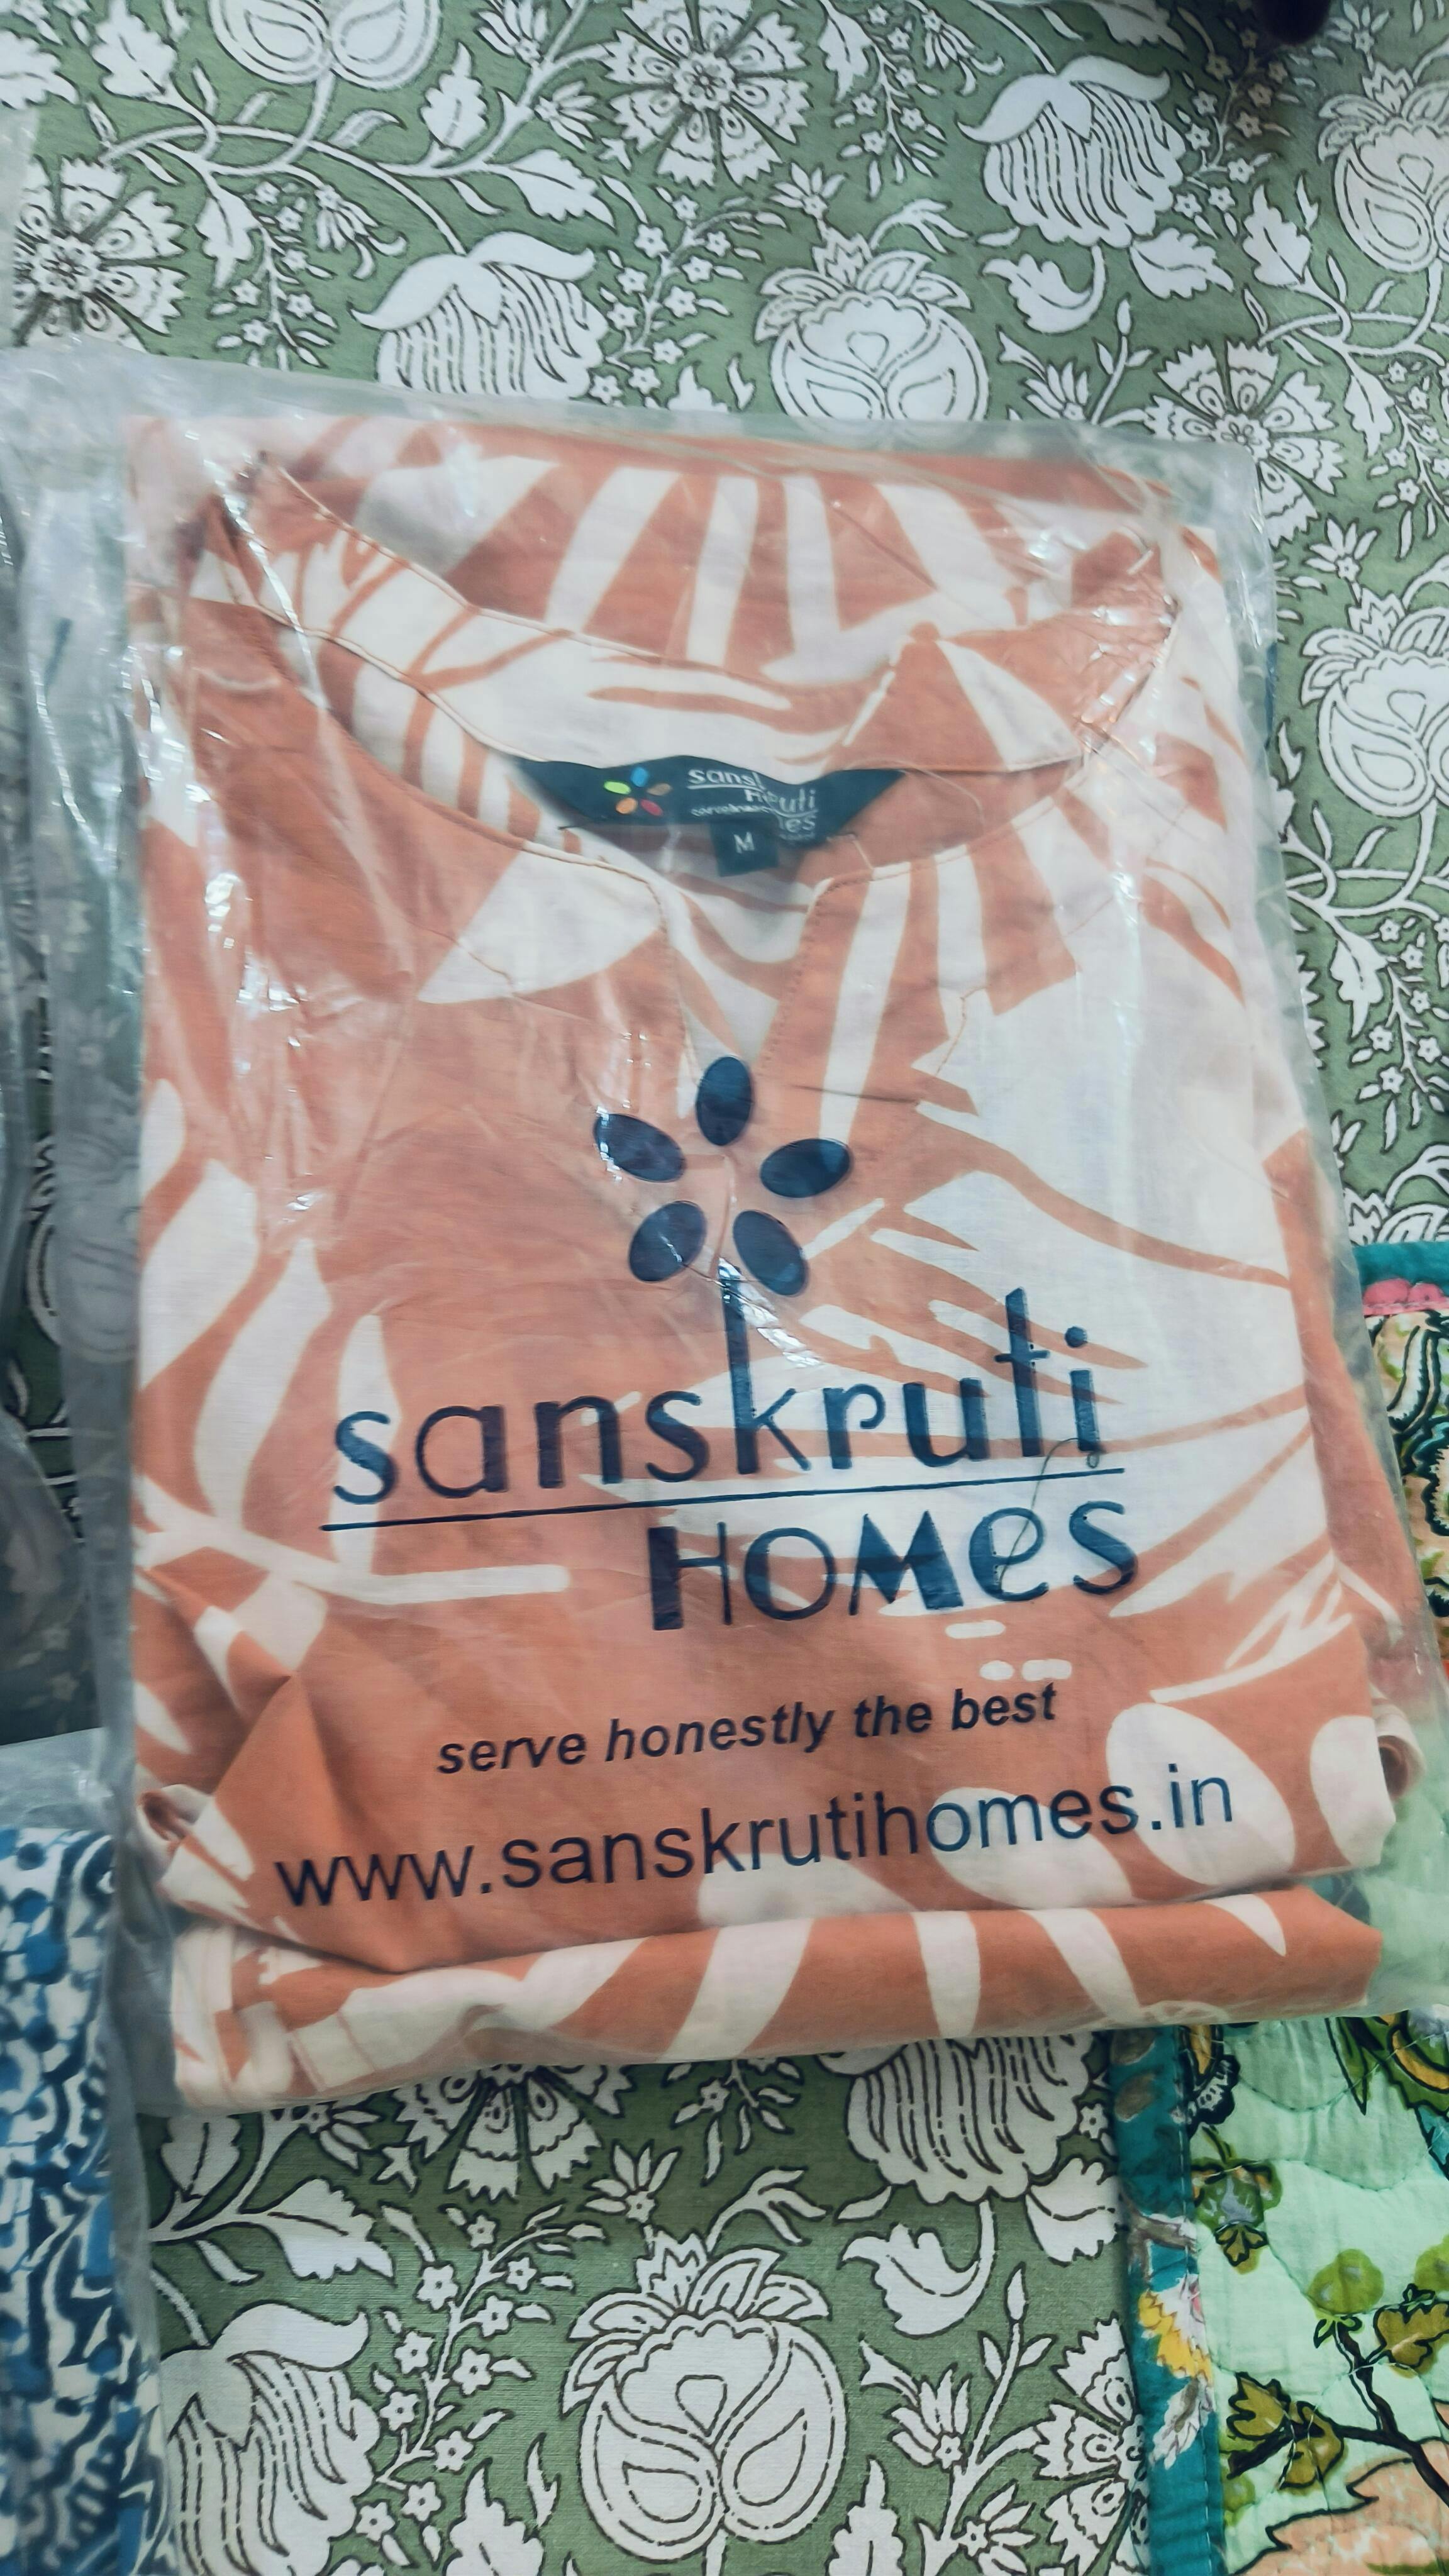 M
sanskruti
HOMes
serve honestly the best
www.sanskrutihomes.in